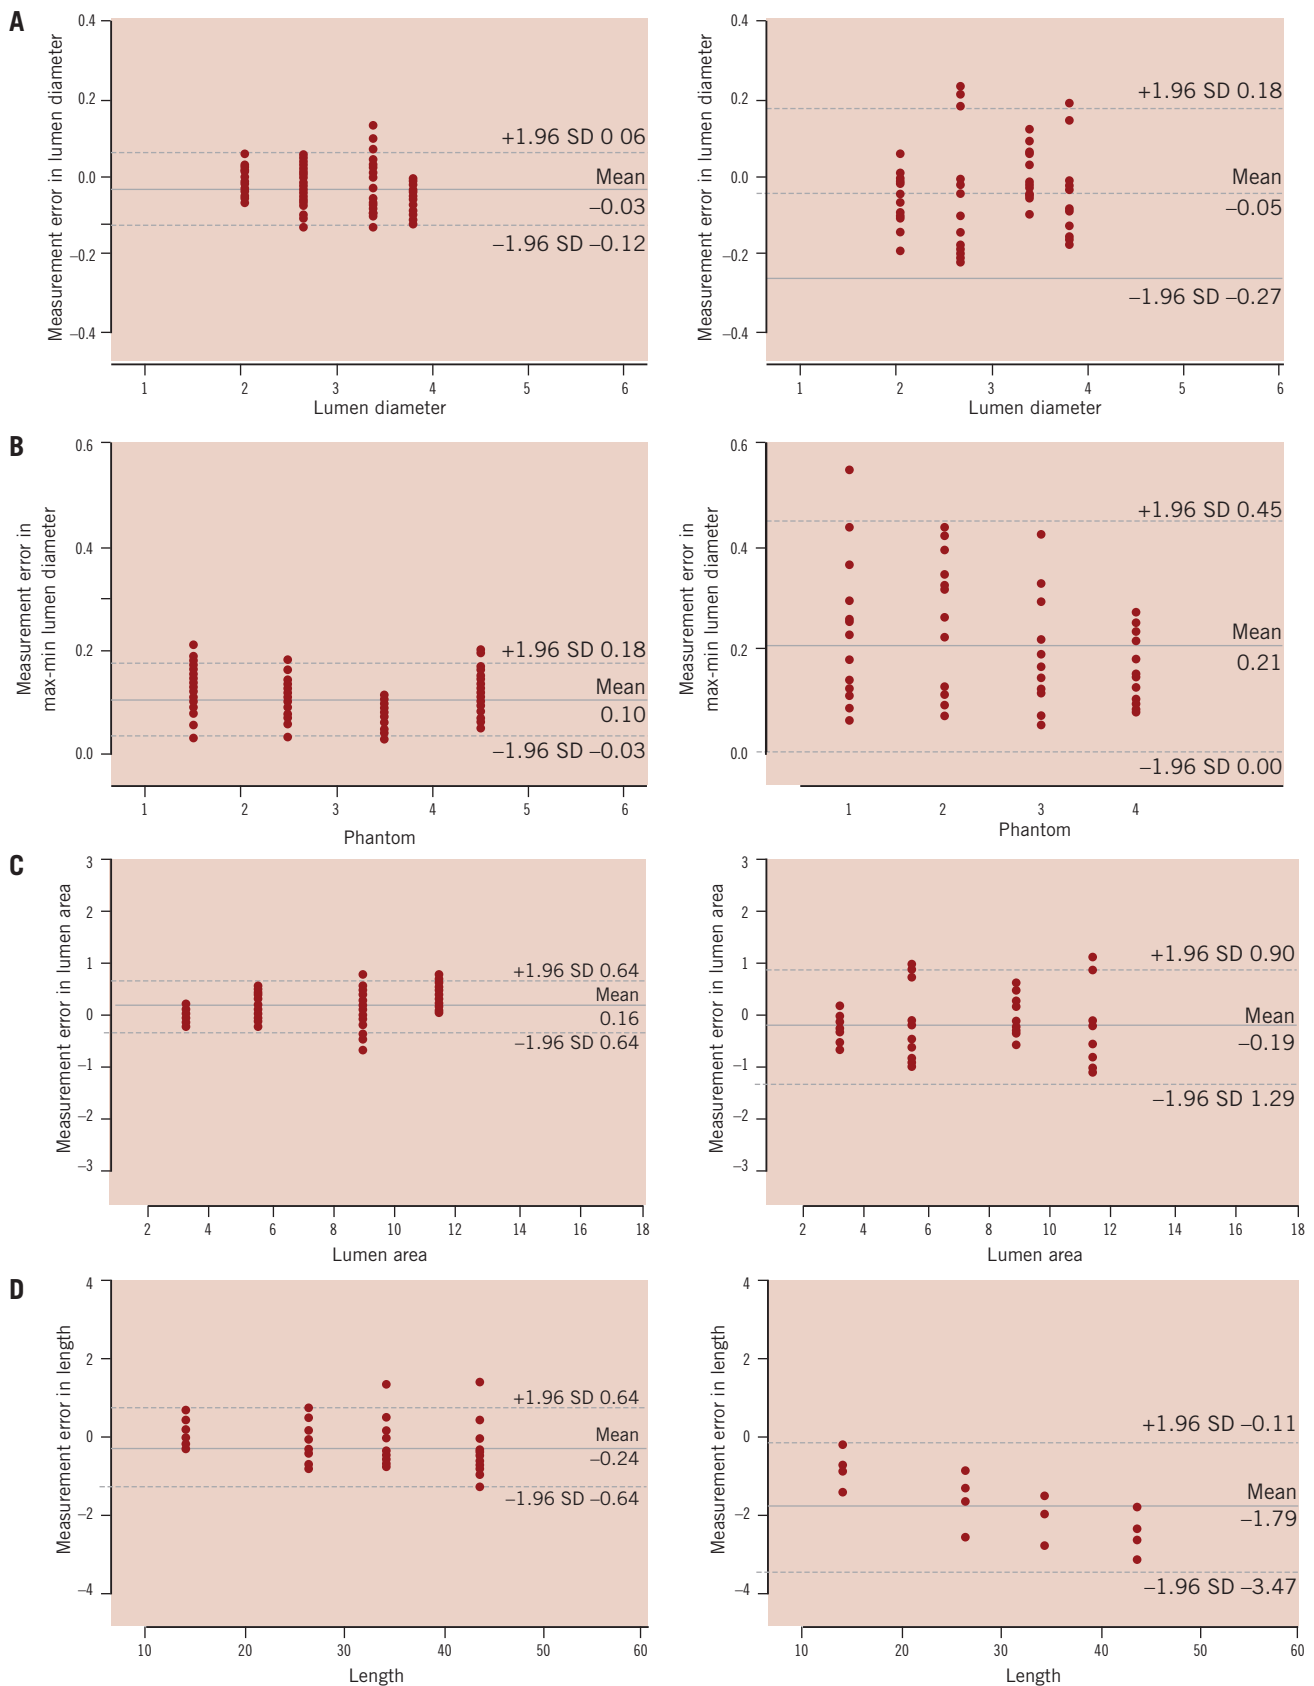 A
Measurement error in lumen diameter
0.4
0.2
0.0
–0.2
–0.4
+1.96 SD 0 06
Mean
–0.03
–1.96 SD –0.12
1 2 3 4 5 6
Lumen diameter
Measurement error in lumen diameter
0.4
0.2
0.0
–0.2
–0.4
+1.96 SD 0.18
Mean
–0.05
–1.96 SD –0.27
1 2 3 4 5 6
Lumen diameter
B
Measurement error in
max-min lumen diameter
0.6
0.4
0.2
0.0
+1.96 SD 0.18
Mean
0.10
–1.96 SD –0.03
1 2 3 4 5 6
Phantom
Measurement error in
max-min lumen diameter
0.6
0.4
0.2
0.0
+1.96 SD 0.45
Mean
0.21
–1.96 SD 0.00
1 2 3 4
Phantom
C
Measurement error in lumen area
3
2
1
0
–1
–2
–3
+1.96 SD 0.64
Mean
0.16
–1.96 SD 0.64
2 4 6 8 10 12 14 16 18
Lumen area
Measurement error in lumen area
3
2
1
0
–1
–2
–3
+1.96 SD 0.90
Mean
–0.19
–1.96 SD 1.29
2 4 6 8 10 12 14 16 18
Lumen area
D
Measurement error in length
4
2
0
–2
–4
+1.96 SD 0.64
Mean
–0.24
–1.96 SD –0.64
10 20 30 40 50 60
Length
Measurement error in length
4
2
0
–2
–4
+1.96 SD –0.11
Mean
–1.79
–1.96 SD –3.47
10 20 30 40 50 60
Length